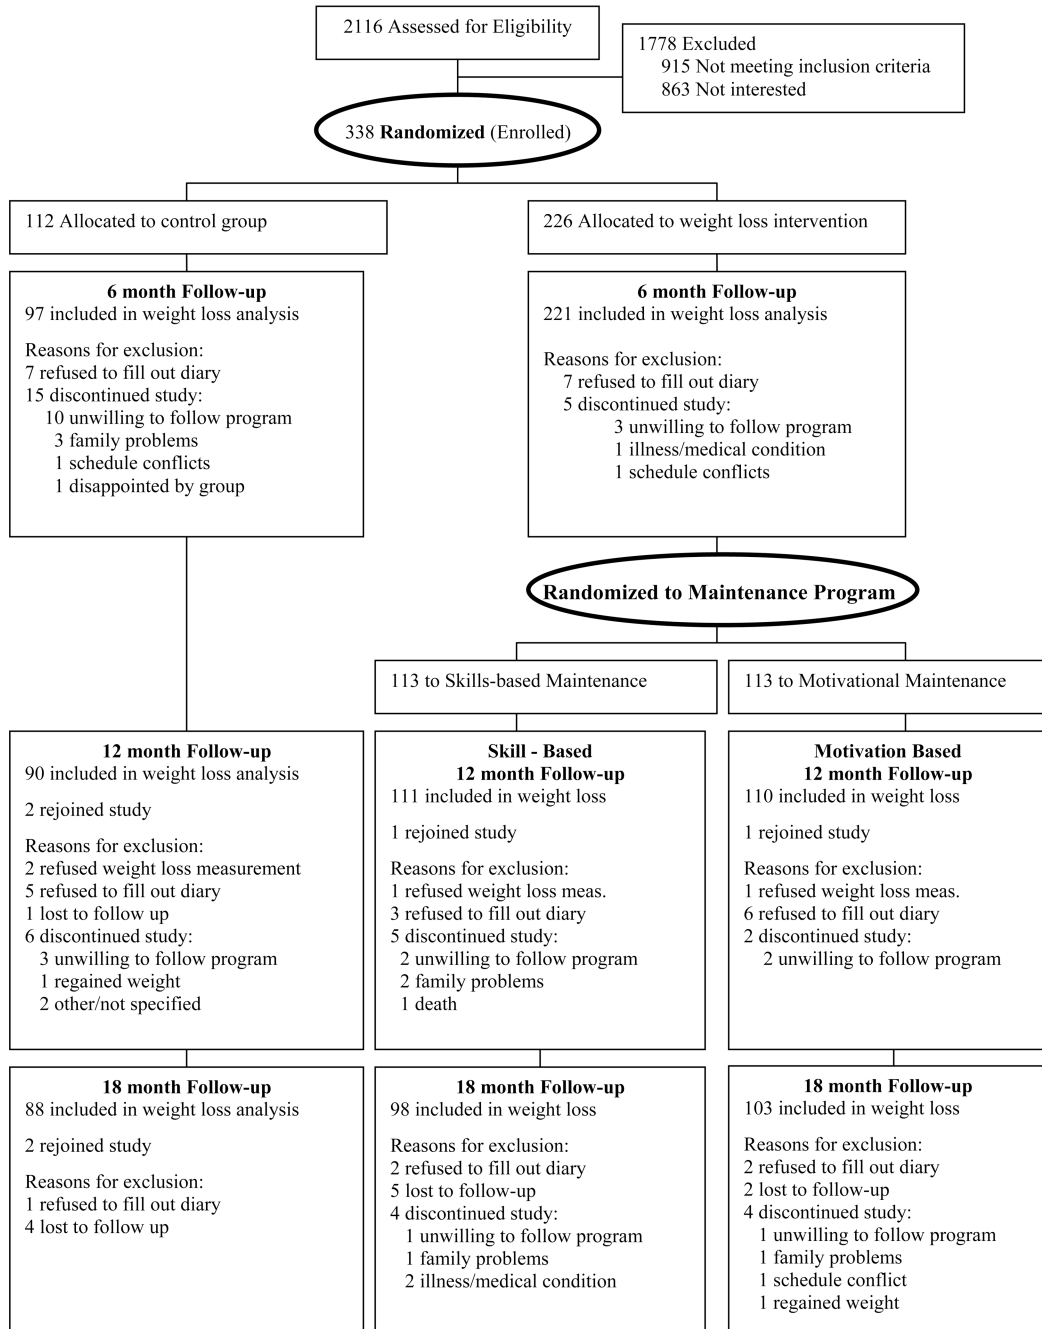 2116 Assessed for Eligibility
1778 Excluded
915 Not meeting inclusion criteria
863 Not interested
338 Randomized (Enrolled)
112 Allocated to control group
226 Allocated to weight loss intervention
6 month Follow-up
97 included in weight loss analysis
Reasons for exclusion:
7 refused to fill out diary
15 discontinued study:
10 unwilling to follow program
3 family problems
1 schedule conflicts
1 disappointed by group
6 month Follow-up
221 included in weight loss analysis
Reasons for exclusion:
7 refused to fill out diary
5 discontinued study:
3 unwilling to follow program
1 illness/medical condition
1 schedule conflicts
Randomized to Maintenance Program
113 to Skills-based Maintenance
113 to Motivational Maintenance
12 month Follow-up
90 included in weight loss analysis
2 rejoined study
Reasons for exclusion:
2 refused weight loss measurement
5 refused to fill out diary
1 lost to follow up
6 discontinued study:
3 unwilling to follow program
1 regained weight
2 other/not specified
Skill - Based
12 month Follow-up
111 included in weight loss
1 rejoined study
Reasons for exclusion:
1 refused weight loss meas.
3 refused to fill out diary
5 discontinued study:
2 unwilling to follow program
2 family problems
1 death
Motivation Based
12 month Follow-up
110 included in weight loss
1 rejoined study
Reasons for exclusion:
1 refused weight loss meas.
6 refused to fill out diary
2 discontinued study:
2 unwilling to follow program
18 month Follow-up
88 included in weight loss analysis
2 rejoined study
Reasons for exclusion:
1 refused to fill out diary
4 lost to follow up
18 month Follow-up
98 included in weight loss
Reasons for exclusion:
2 refused to fill out diary
5 lost to follow-up
4 discontinued study:
1 unwilling to follow program
1 family problems
2 illness/medical condition
18 month Follow-up
103 included in weight loss
Reasons for exclusion:
2 refused to fill out diary
2 lost to follow-up
4 discontinued study:
1 unwilling to follow program
1 family problems
1 schedule conflict
1 regained weight